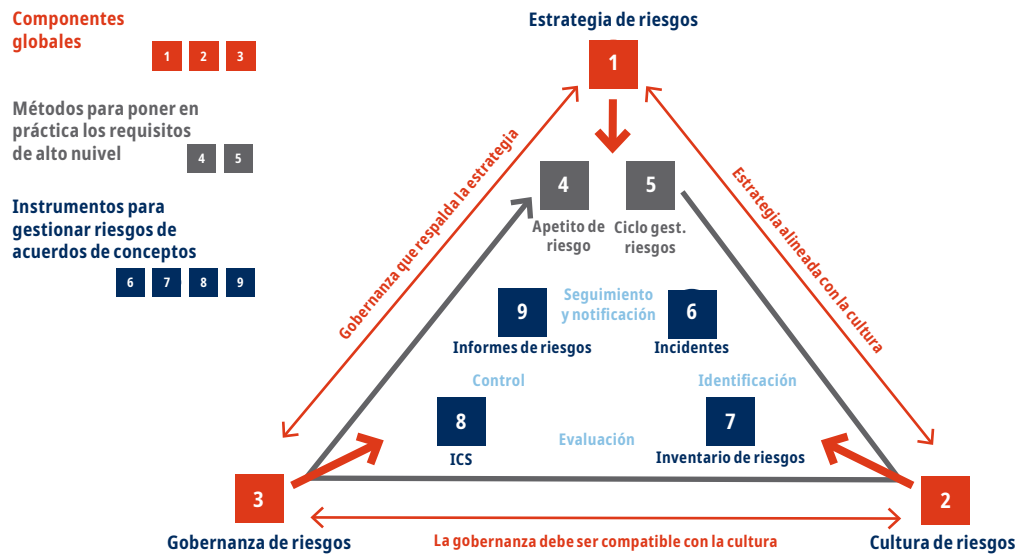 Componentes
globales
1 2 3
Métodos para poner en
práctica los requisitos
de alto nuivel
4 5
Instrumentos para
gestionar riesgos de
acuerdos de conceptos
6 7 8 9
Estrategia de riesgos
1
Gobernanza que respalda la estrategia
Estrategia alineada con la cultura
4
Apetito de
riesgo
5
Ciclo gest.
riesgos
9
Informes de riesgos
Seguimiento
y notificación
6
Incidentes
Control
Identificación
8
ICS
Evaluación
7
Inventario de riesgos
3
Gobernanza de riesgos
La gobernanza debe ser compatible con la cultura
2
Cultura de riesgos